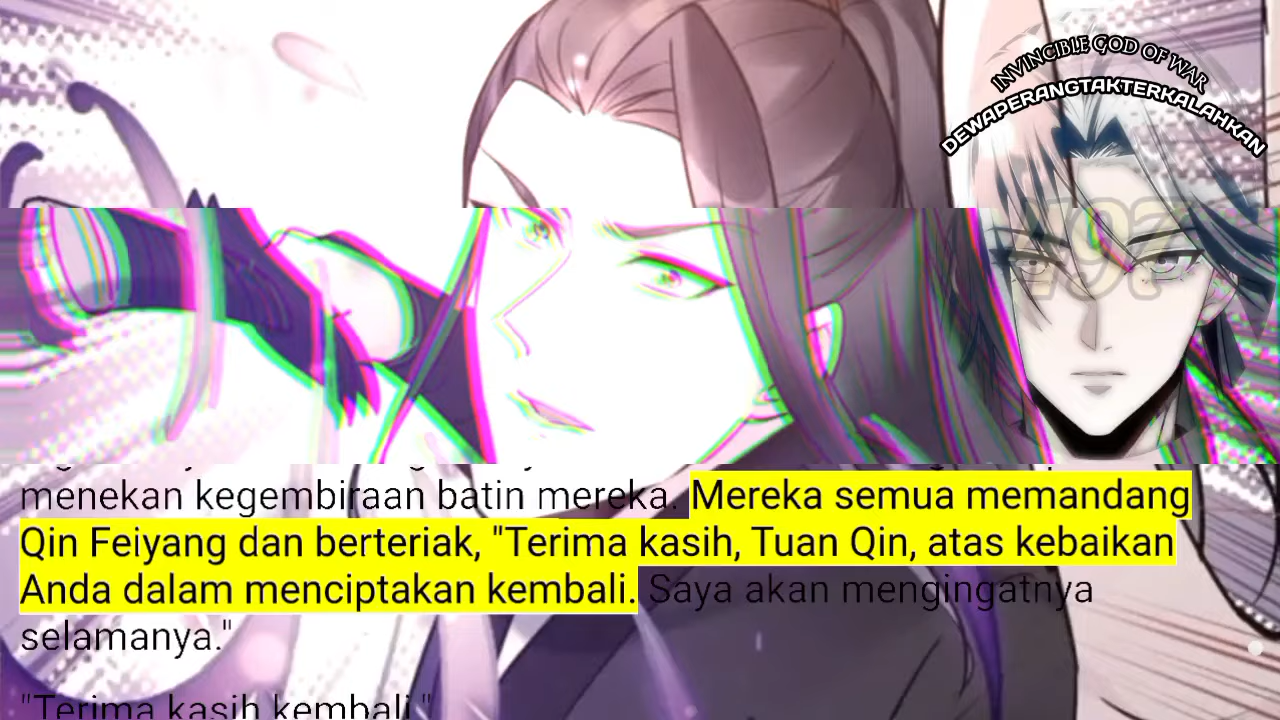 INVINCIBLE GOD OF WAR
DEWAPERANGTAKTERKALAHKAN
menekan kegembiraan batin mereka. Mereka semua memandang
Qin Feiyang dan berteriak, "Terima kasih, Tuan Qin, atas kebaikan
Anda dalam menciptakan kembali. Saya akan mengingatnya
selamanya."
"Terima kasih kembali."